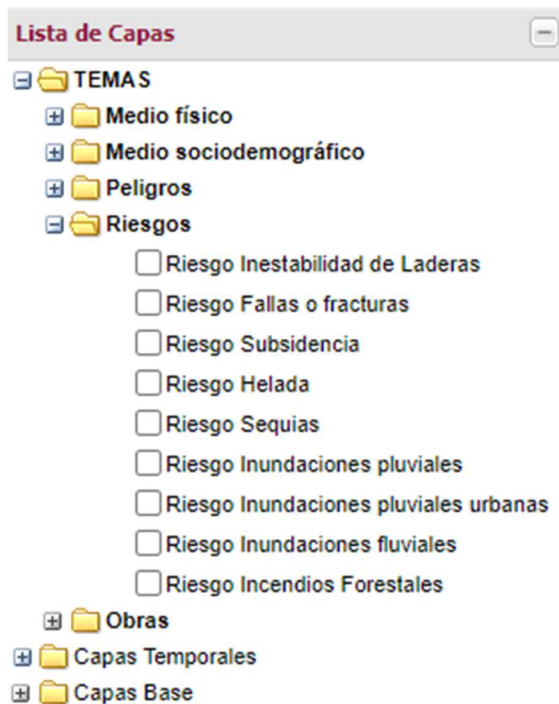 Lista de Capas
TEMAS
Medio físico
Medio sociodemográfico
Peligros
Riesgos
Riesgo Inestabilidad de Laderas
Riesgo Fallas o fracturas
Riesgo Subsidencia
Riesgo Helada
Riesgo Sequias
Riesgo Inundaciones pluviales
Riesgo Inundaciones pluviales urbanas
Riesgo Inundaciones fluviales
Riesgo Incendios Forestales
Obras
Capas Temporales
Capas Base